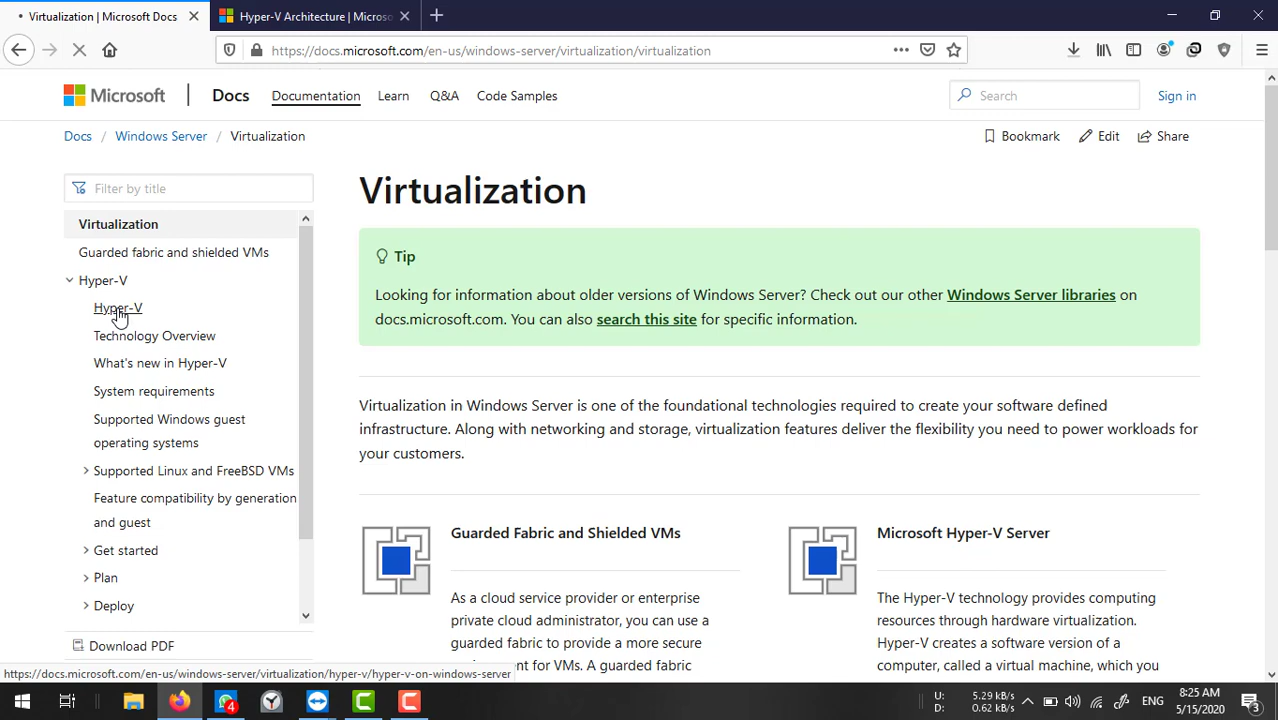 Virtualization | Microsoft Docs
Hyper-V Architecture | Microso
https://docs.microsoft.com/en-us/windows-server/virtualization/virtualization
Microsoft
Docs
Documentation
Learn
Q&A
Code Samples
Search
Sign in
Docs / Windows Server / Virtualization
Bookmark
Edit
Share
Filter by title
Virtualization
Guarded fabric and shielded VMs
Hyper-V
Hyper-V
Technology Overview
What's new in Hyper-V
System requirements
Supported Windows guest
operating systems
Supported Linux and FreeBSD VMs
Feature compatibility by generation
and guest
Get started
Plan
Deploy
Download PDF
Virtualization
Tip
Looking for information about older versions of Windows Server? Check out our other Windows Server libraries on
docs.microsoft.com. You can also search this site for specific information.
Virtualization in Windows Server is one of the foundational technologies required to create your software defined
infrastructure. Along with networking and storage, virtualization features deliver the flexibility you need to power workloads for
your customers.
Guarded Fabric and Shielded VMs
As a cloud service provider or enterprise
private cloud administrator, you can use a
guarded fabric to provide a more secure
for VMs. A guarded fabric
Microsoft Hyper-V Server
The Hyper-V technology provides computing
resources through hardware virtualization.
Hyper-V creates a software version of a
computer, called a virtual machine, which you
https://docs.microsoft.com/en-us/windows-server/virtualization/hyper-v/hyper-v-on-windows-server
4
U: 5.29 kB/s
D: 0.62 kB/s
ENG
8:25 AM
5/15/2020
3